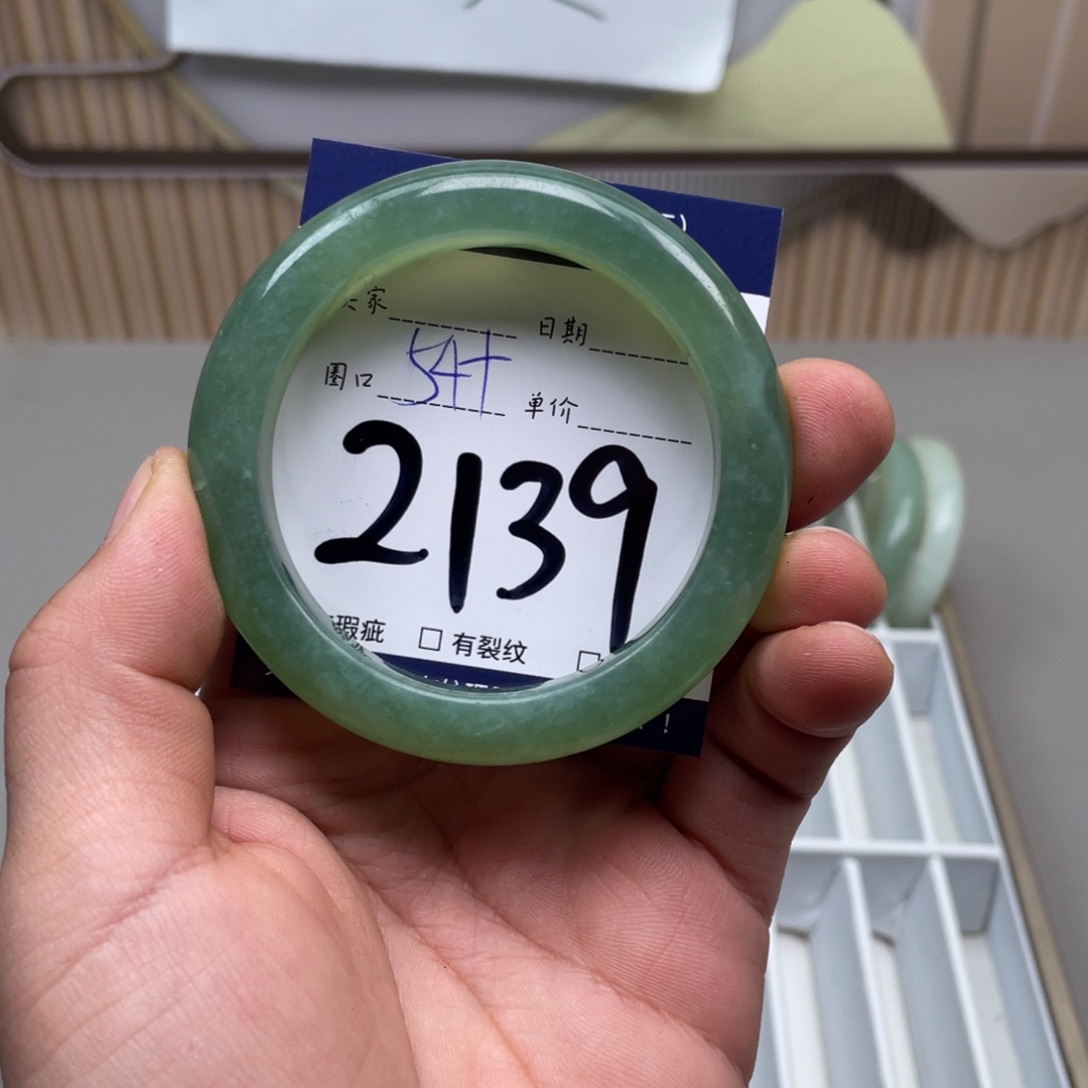 家 日期
圈口 54+ 单价
2139
瑕疵 □ 有裂纹 □
！